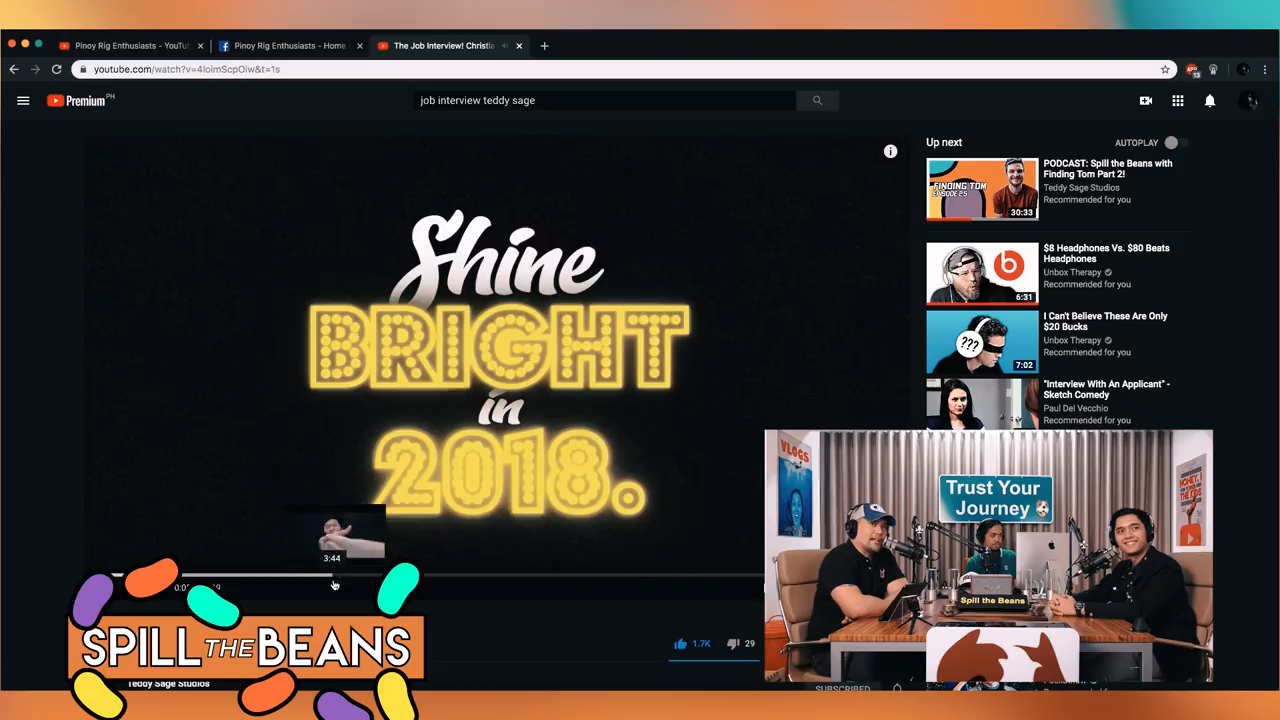 Pinoy Rig Enthusiasts - YouTu
Pinoy Rig Enthusiasts - Home
The Job Interview! Christia
youtube.com/watch?v=4loimScpOiw&t=1s
13
Premium PH
job interview teddy sage
Up next
AUTOPLAY
FINDING TOM
EPISODE 25
30:33
PODCAST: Spill the Beans with
Finding Tom Part 2!
Teddy Sage Studios
Recommended for you
6:31
$8 Headphones Vs. $80 Beats
Headphones
Unbox Therapy
Recommended for you
???
7:02
I Can't Believe These Are Only
$20 Bucks
Unbox Therapy
Recommended for you
"Interview With An Applicant" -
Sketch Comedy
Paul Del Vecchio
Recommended for you
Shine
BRIGHT
in
2018.
3:44
1.7K
29
VLOGS
Trust Your
Journey
Spill the Beans
SPILL THE BEANS
Teddy Sage Studios
SUBSCRIBED